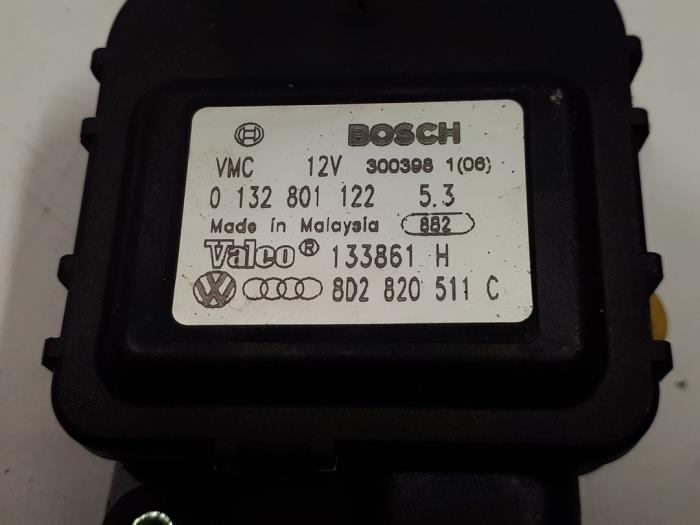 BOSCH
VMC 12V 300398 1(06)
0 132 801 122 5.3
Made in Malaysia 882
Valeo® 133861 H
VW 8D2 820 511 C